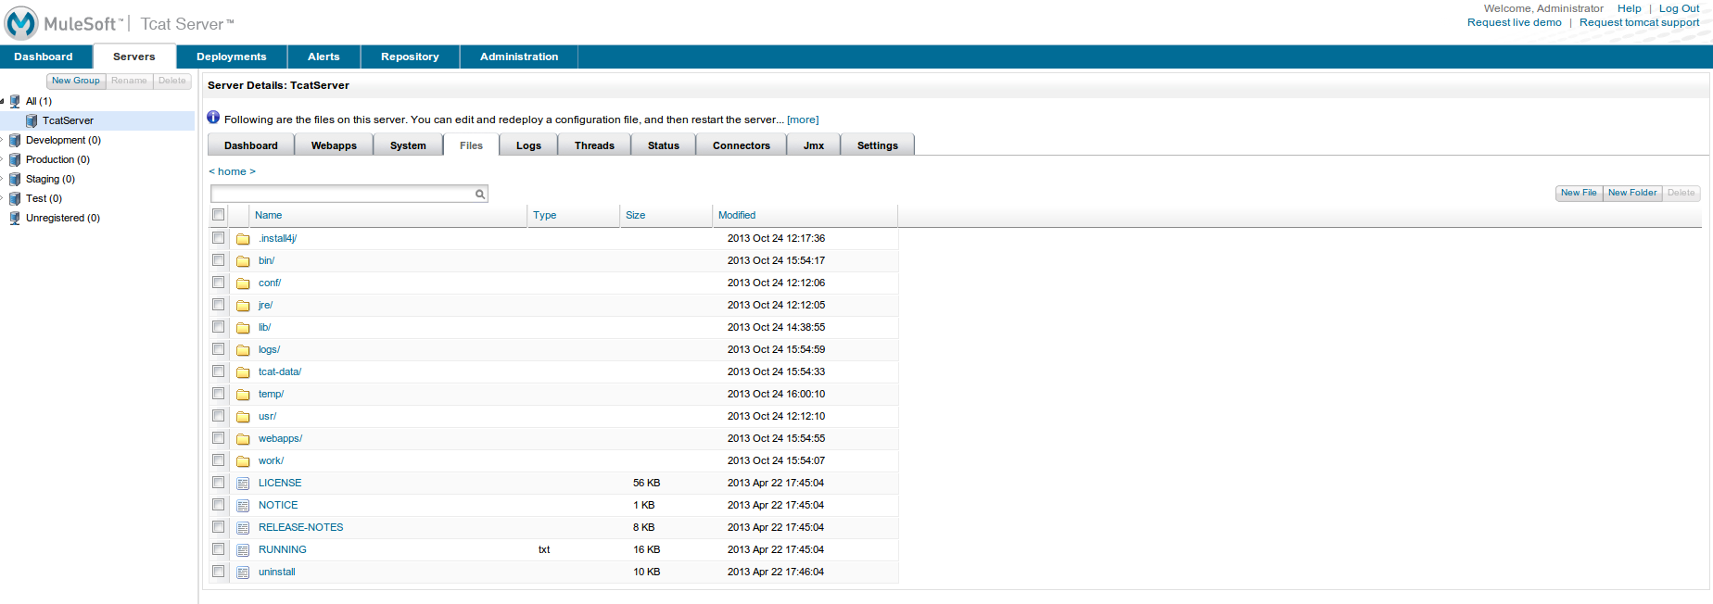 MuleSoft™ | Tcat Server™
Welcome, Administrator Help | Log Out
Request live demo | Request tomcat support
Dashboard Servers Deployments Alerts Repository Administration
New Group Rename Delete
All (1)
TcatServer
Development (0)
Production (0)
Staging (0)
Test (0)
Unregistered (0)
Server Details: TcatServer
Following are the files on this server. You can edit and redeploy a configuration file, and then restart the server... [more]
Dashboard Webapps System Files Logs Threads Status Connectors Jmx Settings
< home >
New File New Folder Delete
Name Type Size Modified
.install4j/ 2013 Oct 24 12:17:36
bin/ 2013 Oct 24 15:54:17
conf/ 2013 Oct 24 12:12:06
jre/ 2013 Oct 24 12:12:05
lib/ 2013 Oct 24 14:38:55
logs/ 2013 Oct 24 15:54:59
tcat-data/ 2013 Oct 24 15:54:33
temp/ 2013 Oct 24 16:00:10
usr/ 2013 Oct 24 12:12:10
webapps/ 2013 Oct 24 15:54:55
work/ 2013 Oct 24 15:54:07
LICENSE 56 KB 2013 Apr 22 17:45:04
NOTICE 1 KB 2013 Apr 22 17:45:04
RELEASE-NOTES 8 KB 2013 Apr 22 17:45:04
RUNNING txt 16 KB 2013 Apr 22 17:45:04
uninstall 10 KB 2013 Apr 22 17:46:04